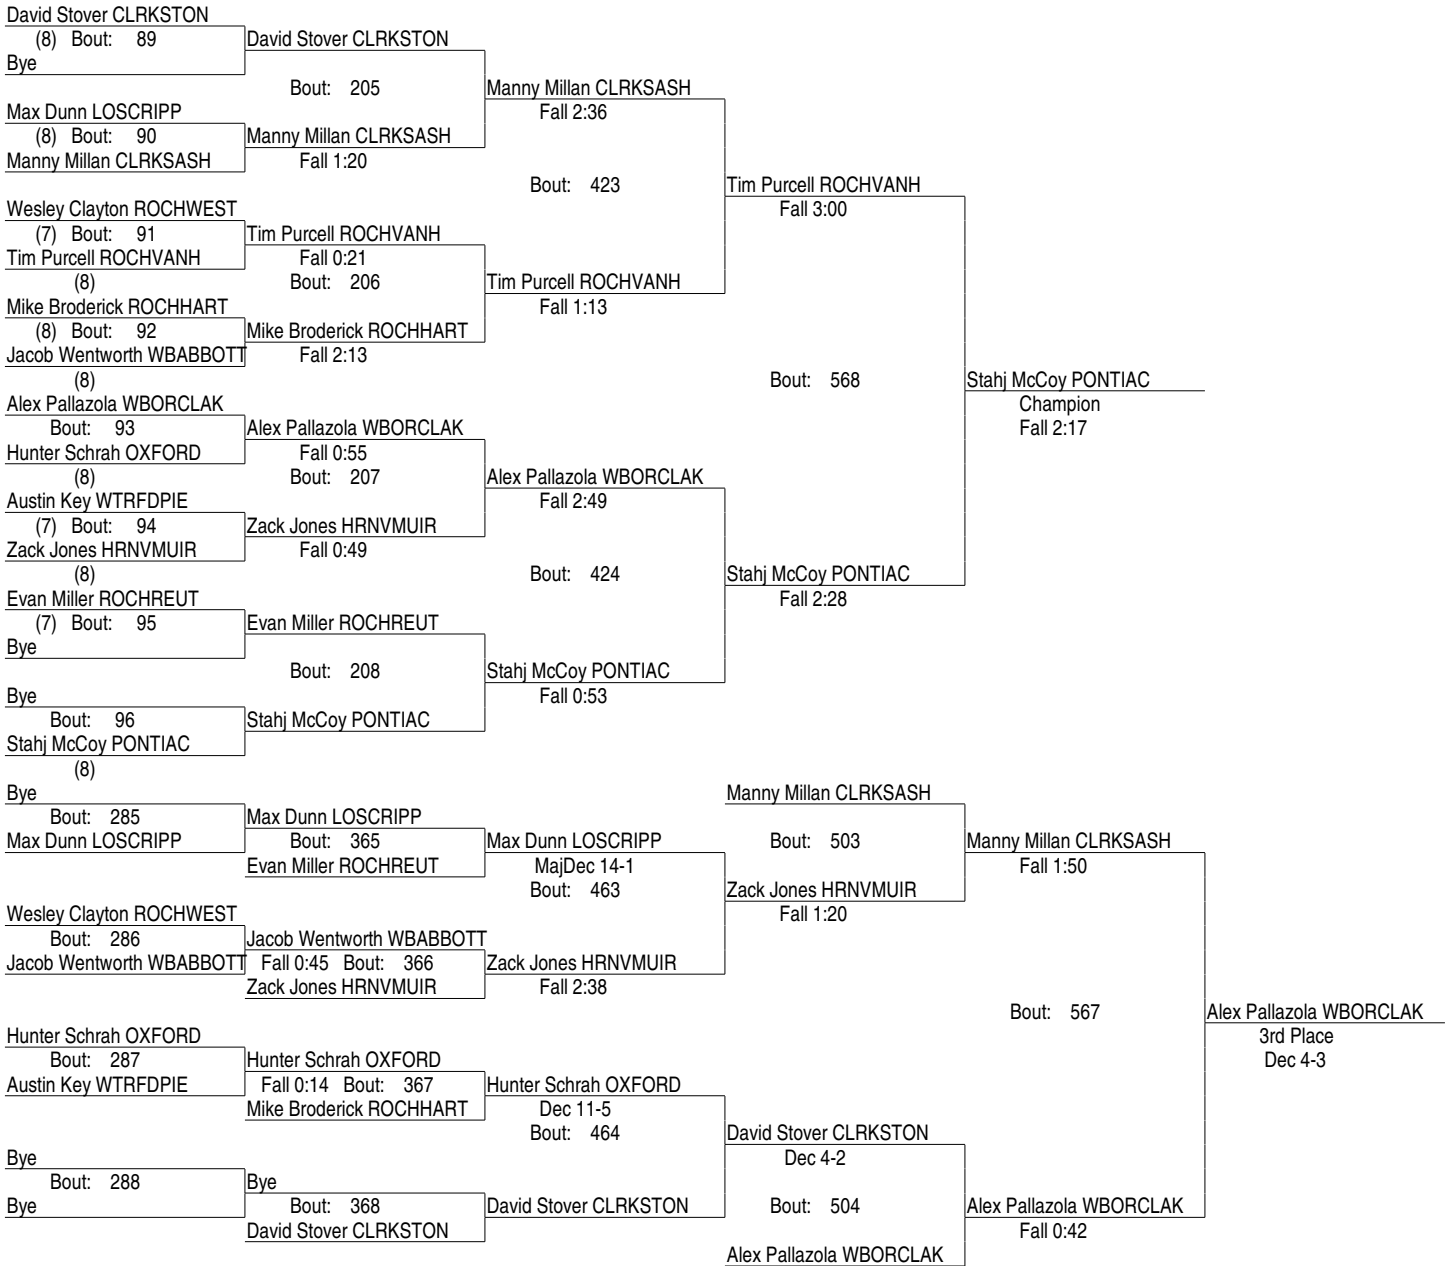 David Stover CLRKSTON
(8) Bout: 89 David Stover CLRKSTON
Bye
Bout: 205 Manny Millan CLRKSASH
Max Dunn LOSCRIPP Fall 2:36
(8) Bout: 90 Manny Millan CLRKSASH
Manny Millan CLRKSASH Fall 1:20
Bout: 423 Tim Purcell ROCHVANH
Wesley Clayton ROCHWEST Fall 3:00
(7) Bout: 91 Tim Purcell ROCHVANH
Tim Purcell ROCHVANH Fall 0:21
(8) Bout: 206 Tim Purcell ROCHVANH
Mike Broderick ROCHHART Fall 1:13
(8) Bout: 92 Mike Broderick ROCHHART
Jacob Wentworth WBABBOTT Fall 2:13
(8) Bout: 568 Stahj McCoy PONTIAC
Alex Pallazola WBORCLAK Champion
Bout: 93 Alex Pallazola WBORCLAK Fall 2:17
Hunter Schrah OXFORD Fall 0:55
(8) Bout: 207 Alex Pallazola WBORCLAK
Austin Key WTRFDPIE Fall 2:49
(7) Bout: 94 Zack Jones HRNVMUIR
Zack Jones HRNVMUIR Fall 0:49
(8) Bout: 424 Stahj McCoy PONTIAC
Evan Miller ROCHREUT Fall 2:28
(7) Bout: 95 Evan Miller ROCHREUT
Bye
Bout: 208 Stahj McCoy PONTIAC
Bye Fall 0:53
Bout: 96 Stahj McCoy PONTIAC
Stahj McCoy PONTIAC
(8)
Bye Manny Millan CLRKSASH
Bout: 285 Max Dunn LOSCRIPP
Max Dunn LOSCRIPP Bout: 365 Max Dunn LOSCRIPP Bout: 503 Manny Millan CLRKSASH
Evan Miller ROCHREUT MajDec 14-1 Fall 1:50
Bout: 463 Zack Jones HRNVMUIR
Wesley Clayton ROCHWEST Fall 1:20
Bout: 286 Jacob Wentworth WBABBOTT
Jacob Wentworth WBABBOTT Fall 0:45 Bout: 366 Zack Jones HRNVMUIR
Zack Jones HRNVMUIR Fall 2:38
Bout: 567 Alex Pallazola WBORCLAK
Hunter Schrah OXFORD 3rd Place
Bout: 287 Hunter Schrah OXFORD Dec 4-3
Austin Key WTRFDPIE Fall 0:14 Bout: 367 Hunter Schrah OXFORD
Mike Broderick ROCHHART Dec 11-5
Bout: 464 David Stover CLRKSTON
Bye Dec 4-2
Bout: 288 Bye
Bye Bout: 368 David Stover CLRKSTON Bout: 504 Alex Pallazola WBORCLAK
David Stover CLRKSTON Fall 0:42
Alex Pallazola WBORCLAK